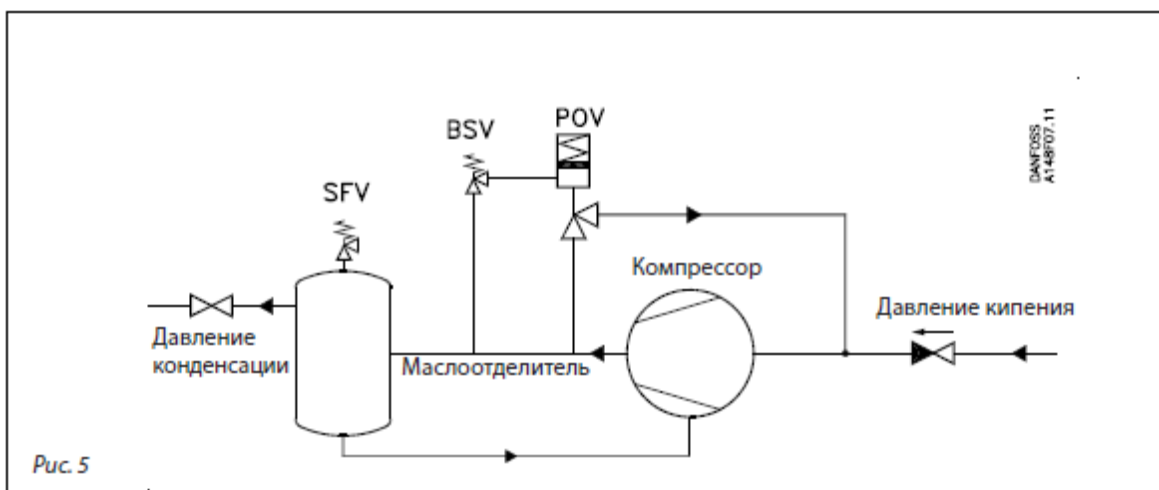 BSV
POV
DANFOSS
A148F07.11
SFV
Компрессор
Давление кипения
Давление
конденсации
Маслоотделитель
Рис. 5